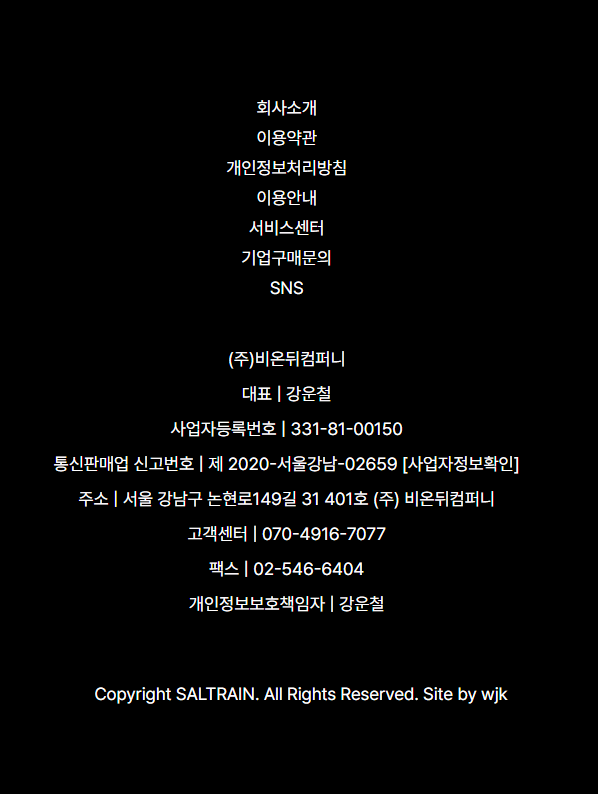 회사소개
이용약관
개인정보처리방침
이용안내
서비스센터
기업구매문의
SNS
(주)비온뒤컴퍼니
대표 | 강운철
사업자등록번호 | 331-81-00150
통신판매업 신고번호 | 제 2020-서울강남-02659 [사업자정보확인]
주소 | 서울 강남구 논현로149길 31 401호 (주) 비온뒤컴퍼니
고객센터 | 070-4916-7077
팩스 | 02-546-6404
개인정보보호책임자 | 강운철
Copyright SALTRAIN. All Rights Reserved. Site by wjk